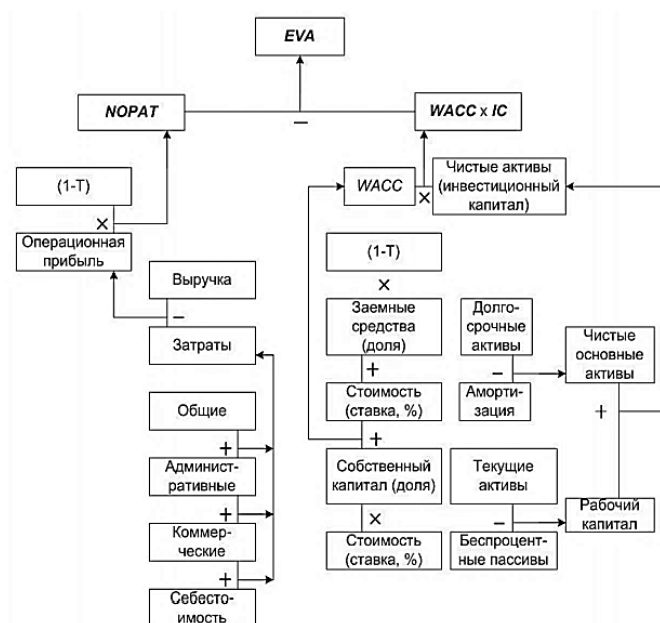 EVA
NOPAT
–
WACC x IC
(1-T)
×
Операционная
прибыль
Выручка
–
Затраты
Общие
+
Админист-
ративные
+
Коммер-
ческие
+
Себесто-
имость
WACC
×
Чистые активы
(инвестиционный
капитал)
(1-T)
×
Заемные
средства
(доля)
+
Стоимость
(ставка, %)
+
Собственный
капитал (доля)
×
Стоимость
(ставка, %)
Долго-
срочные
активы
–
Аморти-
зация
Чистые
основные
активы
+
Текущие
активы
–
Беспроцент-
ные пассивы
Рабочий
капитал